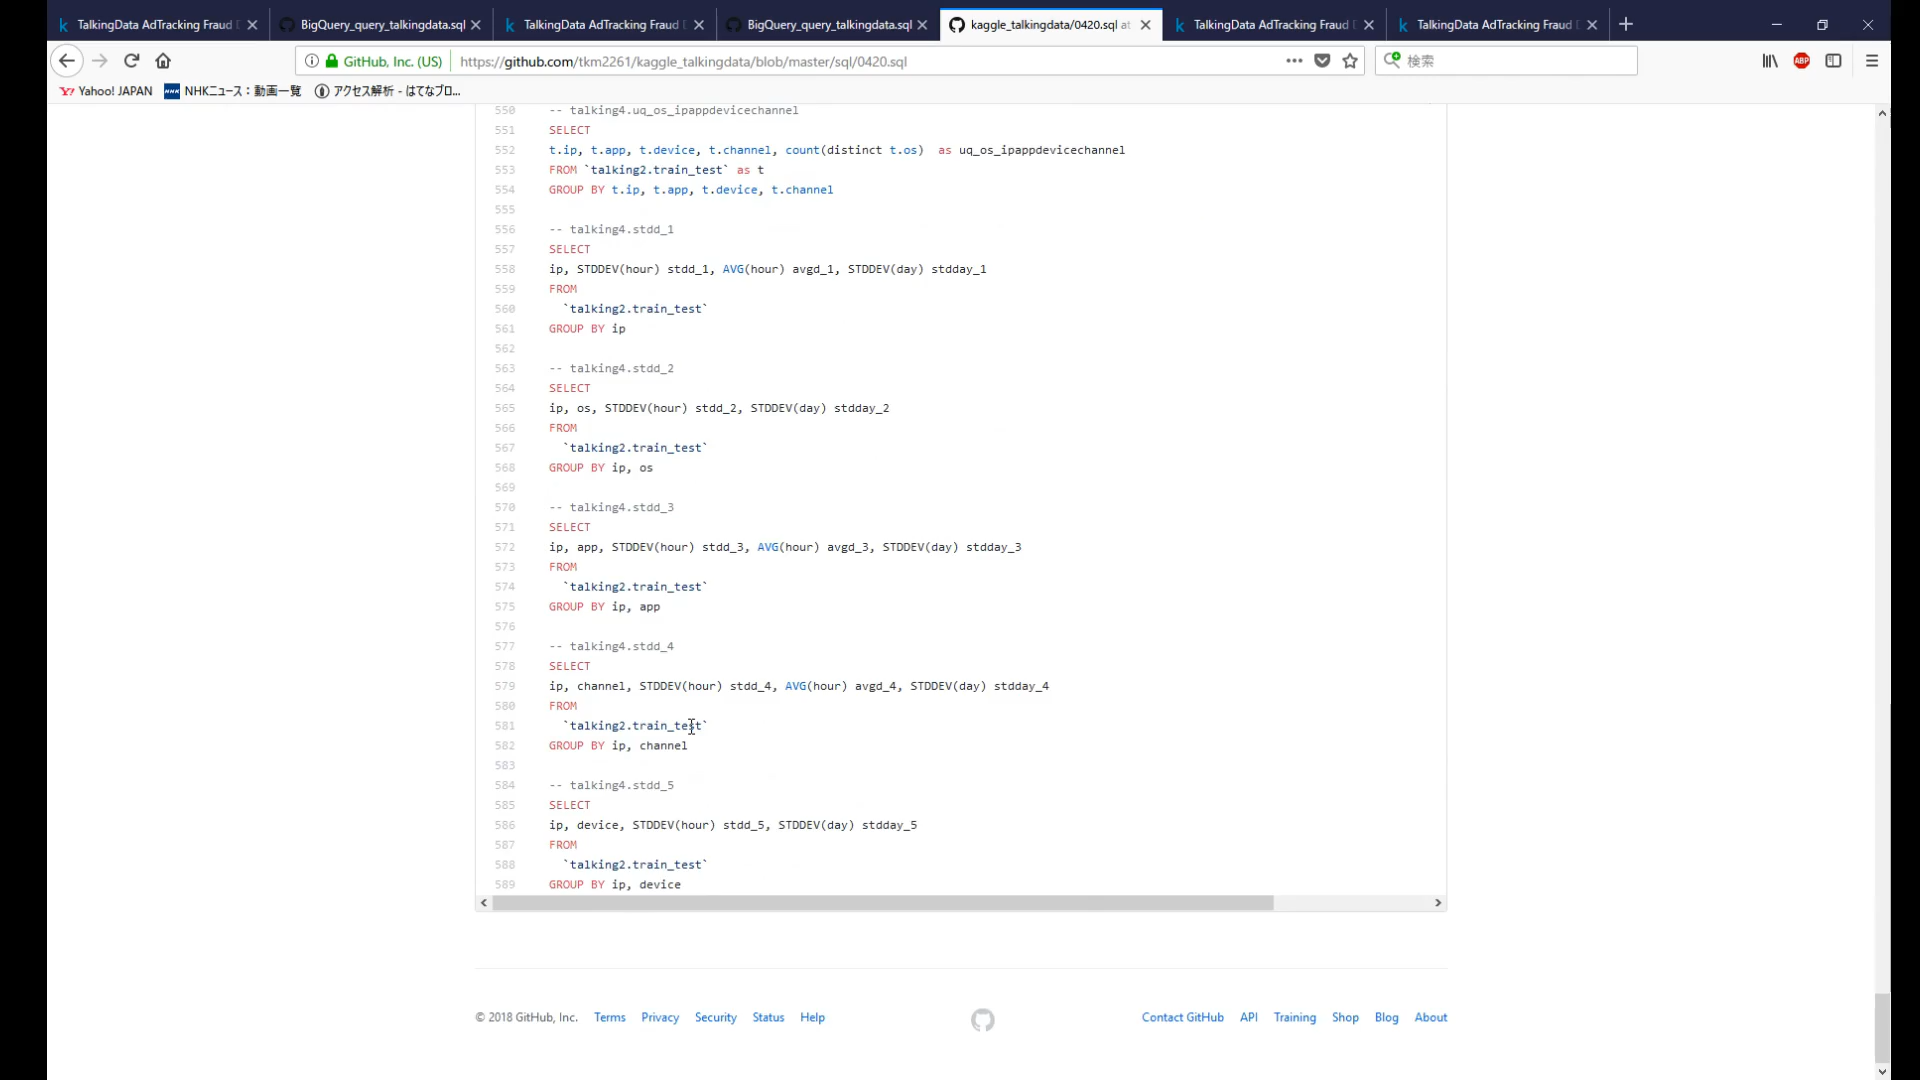 TalkingData AdTracking Fraud D
BigQuery_query_talkingdata.sql
TalkingData AdTracking Fraud D
BigQuery_query_talkingdata.sql
kaggle_talkingdata/0420.sql at
TalkingData AdTracking Fraud D
TalkingData AdTracking Fraud D
GitHub, Inc. (US) https://github.com/tkm2261/kaggle_talkingdata/blob/master/sql/0420.sql
検索
ABP
Yahoo! JAPAN
NHKニュース：動画一覧
アクセス解析 - はてなブロ...
550 -- talking4.uq_os_ipappdevicechannel
551 SELECT
552 t.ip, t.app, t.device, t.channel, count(distinct t.os)  as uq_os_ipappdevicechannel
553 FROM `talking2.train_test` as t
554 GROUP BY t.ip, t.app, t.device, t.channel
555
556 -- talking4.stdd_1
557 SELECT
558 ip, STDDEV(hour) stdd_1, AVG(hour) avgd_1, STDDEV(day) stdday_1
559 FROM
560   `talking2.train_test`
561 GROUP BY ip
562
563 -- talking4.stdd_2
564 SELECT
565 ip, os, STDDEV(hour) stdd_2, STDDEV(day) stdday_2
566 FROM
567   `talking2.train_test`
568 GROUP BY ip, os
569
570 -- talking4.stdd_3
571 SELECT
572 ip, app, STDDEV(hour) stdd_3, AVG(hour) avgd_3, STDDEV(day) stdday_3
573 FROM
574   `talking2.train_test`
575 GROUP BY ip, app
576
577 -- talking4.stdd_4
578 SELECT
579 ip, channel, STDDEV(hour) stdd_4, AVG(hour) avgd_4, STDDEV(day) stdday_4
580 FROM
581   `talking2.train_test`
582 GROUP BY ip, channel
583
584 -- talking4.stdd_5
585 SELECT
586 ip, device, STDDEV(hour) stdd_5, STDDEV(day) stdday_5
587 FROM
588   `talking2.train_test`
589 GROUP BY ip, device
© 2018 GitHub, Inc. Terms Privacy Security Status Help
Contact GitHub API Training Shop Blog About